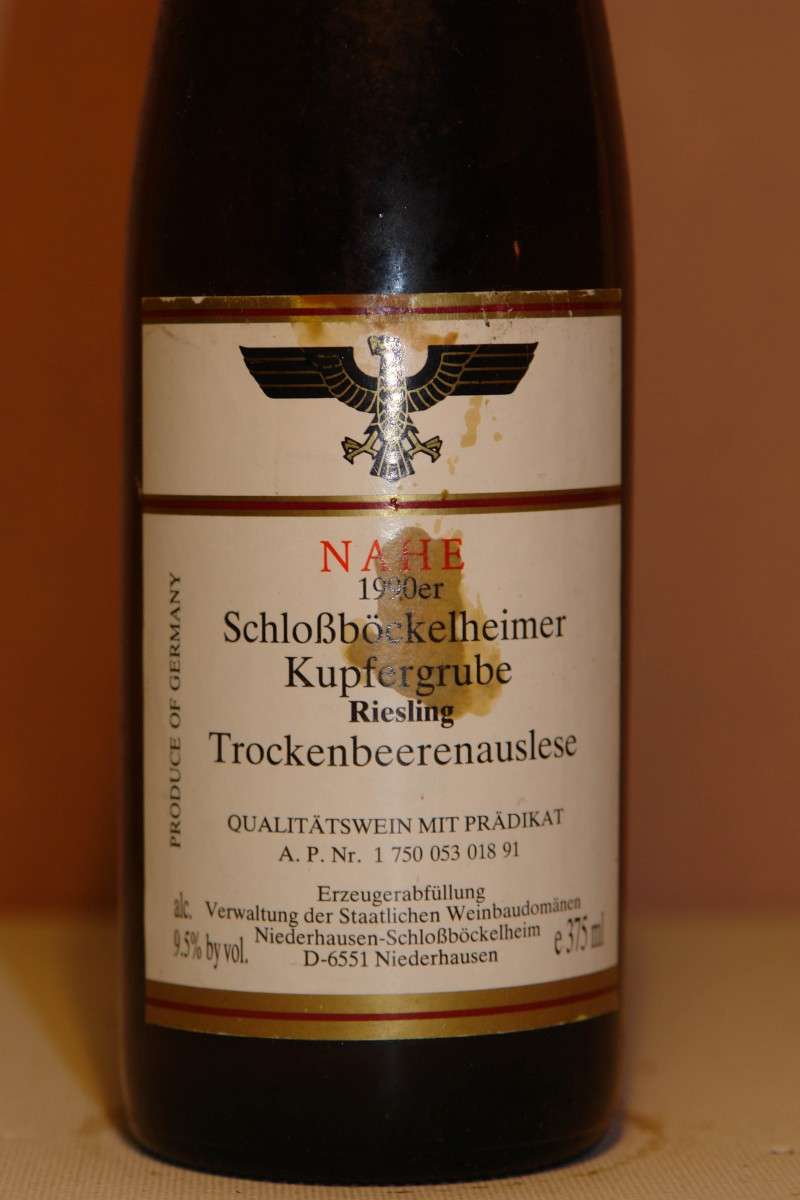 NAHE
1990er
Schloßböckelheimer
Kupfergrube
Riesling
Trockenbeerenauslese
PRODUCE OF GERMANY
QUALITÄTSWEIN MIT PRÄDIKAT
A. P. Nr. 1 750 053 018 91
Erzeugerabfüllung
Verwaltung der Staatlichen Weinbaudomänen
Niederhausen-Schloßböckelheim
D-6551 Niederhausen
alc.
9.5% by vol.
e 375 ml